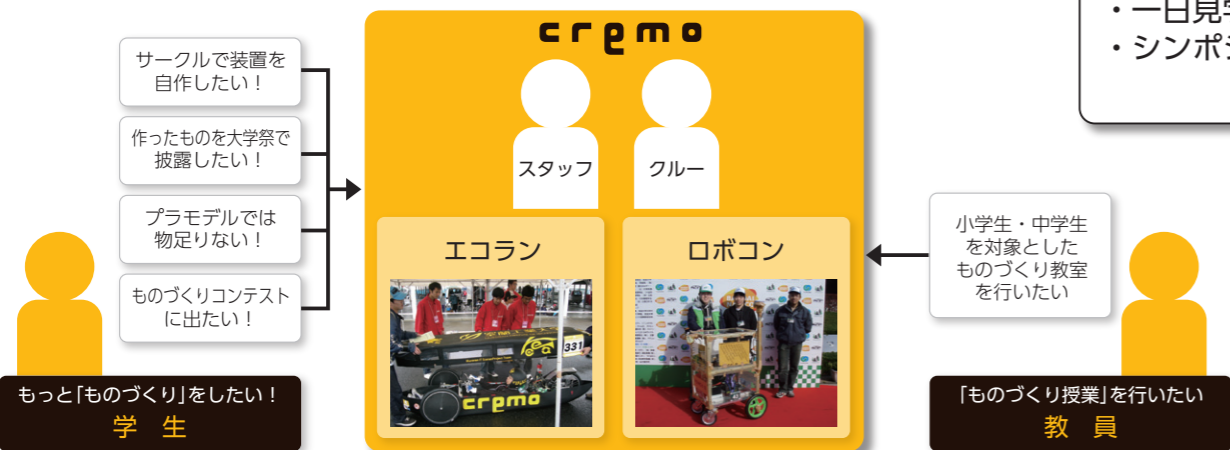 ・一日見学
・シンポジ
cremo
サークルで装置を
自作したい！
作ったものを大学祭で
披露したい！
プラモデルでは
物足りない！
ものづくりコンテスト
に出たい！
もっと「ものづくり」をしたい！
学 生
スタッフ
クルー
エコラン
331
cremo
ロボコン
小学生・中学生
を対象とした
ものづくり教室
を行いたい
「ものづくり授業」を行いたい
教 員